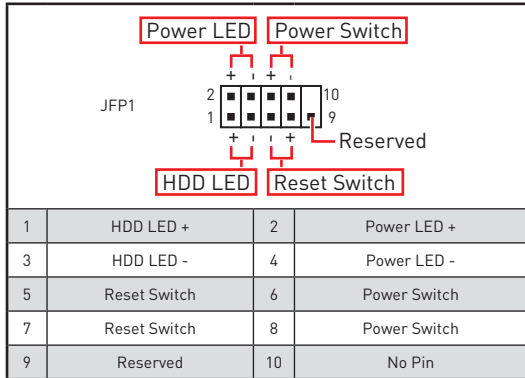 Power LED Power Switch
+ - + -
2 10
JFP1
1 9
+ - - +
Reserved
HDD LED Reset Switch
1 HDD LED + 2 Power LED +
3 HDD LED - 4 Power LED -
5 Reset Switch 6 Power Switch
7 Reset Switch 8 Power Switch
9 Reserved 10 No Pin